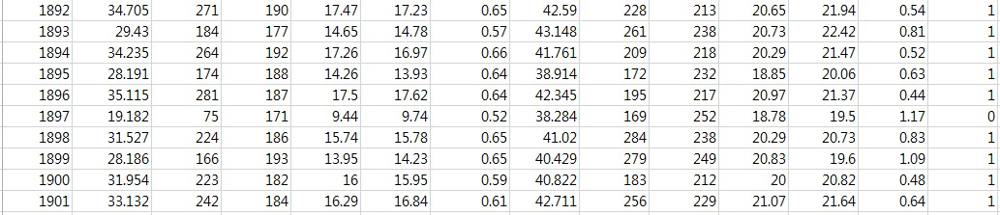 1892 34.705 271 190 17.47 17.23 0.65 42.59 228 213 20.65 21.94 0.54 1
1893 29.43 184 177 14.65 14.78 0.57 43.148 261 238 20.73 22.42 0.81 1
1894 34.235 264 192 17.26 16.97 0.66 41.761 209 218 20.29 21.47 0.52 1
1895 28.191 174 188 14.26 13.93 0.64 38.914 172 232 18.85 20.06 0.63 1
1896 35.115 281 187 17.5 17.62 0.64 42.345 195 217 20.97 21.37 0.44 1
1897 19.182 75 171 9.44 9.74 0.52 38.284 169 252 18.78 19.5 1.17 0
1898 31.527 224 186 15.74 15.78 0.65 41.02 284 238 20.29 20.73 0.83 1
1899 28.186 166 193 13.95 14.23 0.65 40.429 279 249 20.83 19.6 1.09 1
1900 31.954 223 182 16 15.95 0.59 40.822 183 212 20 20.82 0.48 1
1901 33.132 242 184 16.29 16.84 0.61 42.711 256 229 21.07 21.64 0.64 1